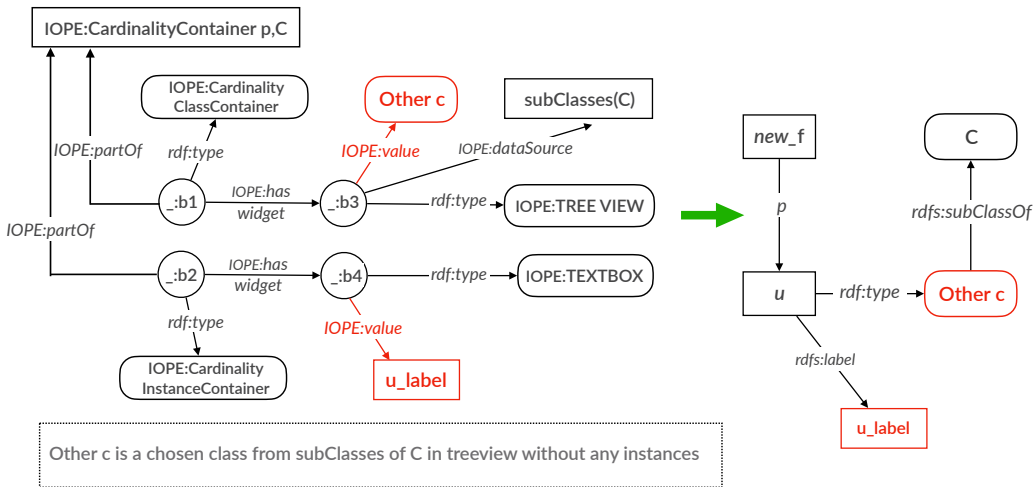 IOPE:CardinalityContainer p,C
IOPE:Cardinality
ClassContainer
Other c
subClasses(C)
IOPE:partOf
rdf:type
IOPE:value
IOPE:dataSource
_:b1
IOPE:has
widget
_:b3
rdf:type
IOPE:TREE VIEW
IOPE:partOf
_:b2
IOPE:has
widget
_:b4
rdf:type
IOPE:TEXTBOX
rdf:type
IOPE:value
IOPE:Cardinality
InstanceContainer
u_label
new_f
C
p
rdfs:subClassOf
u
rdf:type
Other c
rdfs:label
u_label
Other c is a chosen class from subClasses of C in treeview without any instances